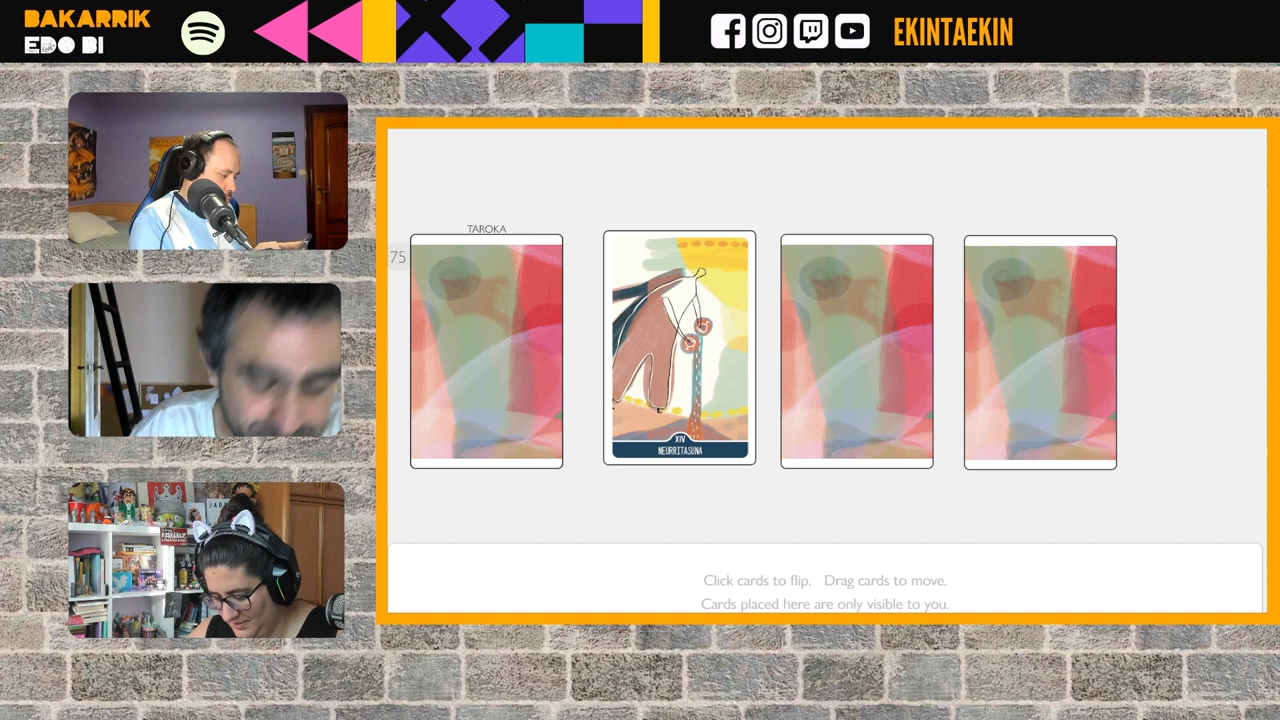 BAKARRIK
EDO BI
EKINTAEKIN
TAROKA
75
XIV
NEURRITASUNA
Click cards to flip. Drag cards to move.
Cards placed here are only visible to you.